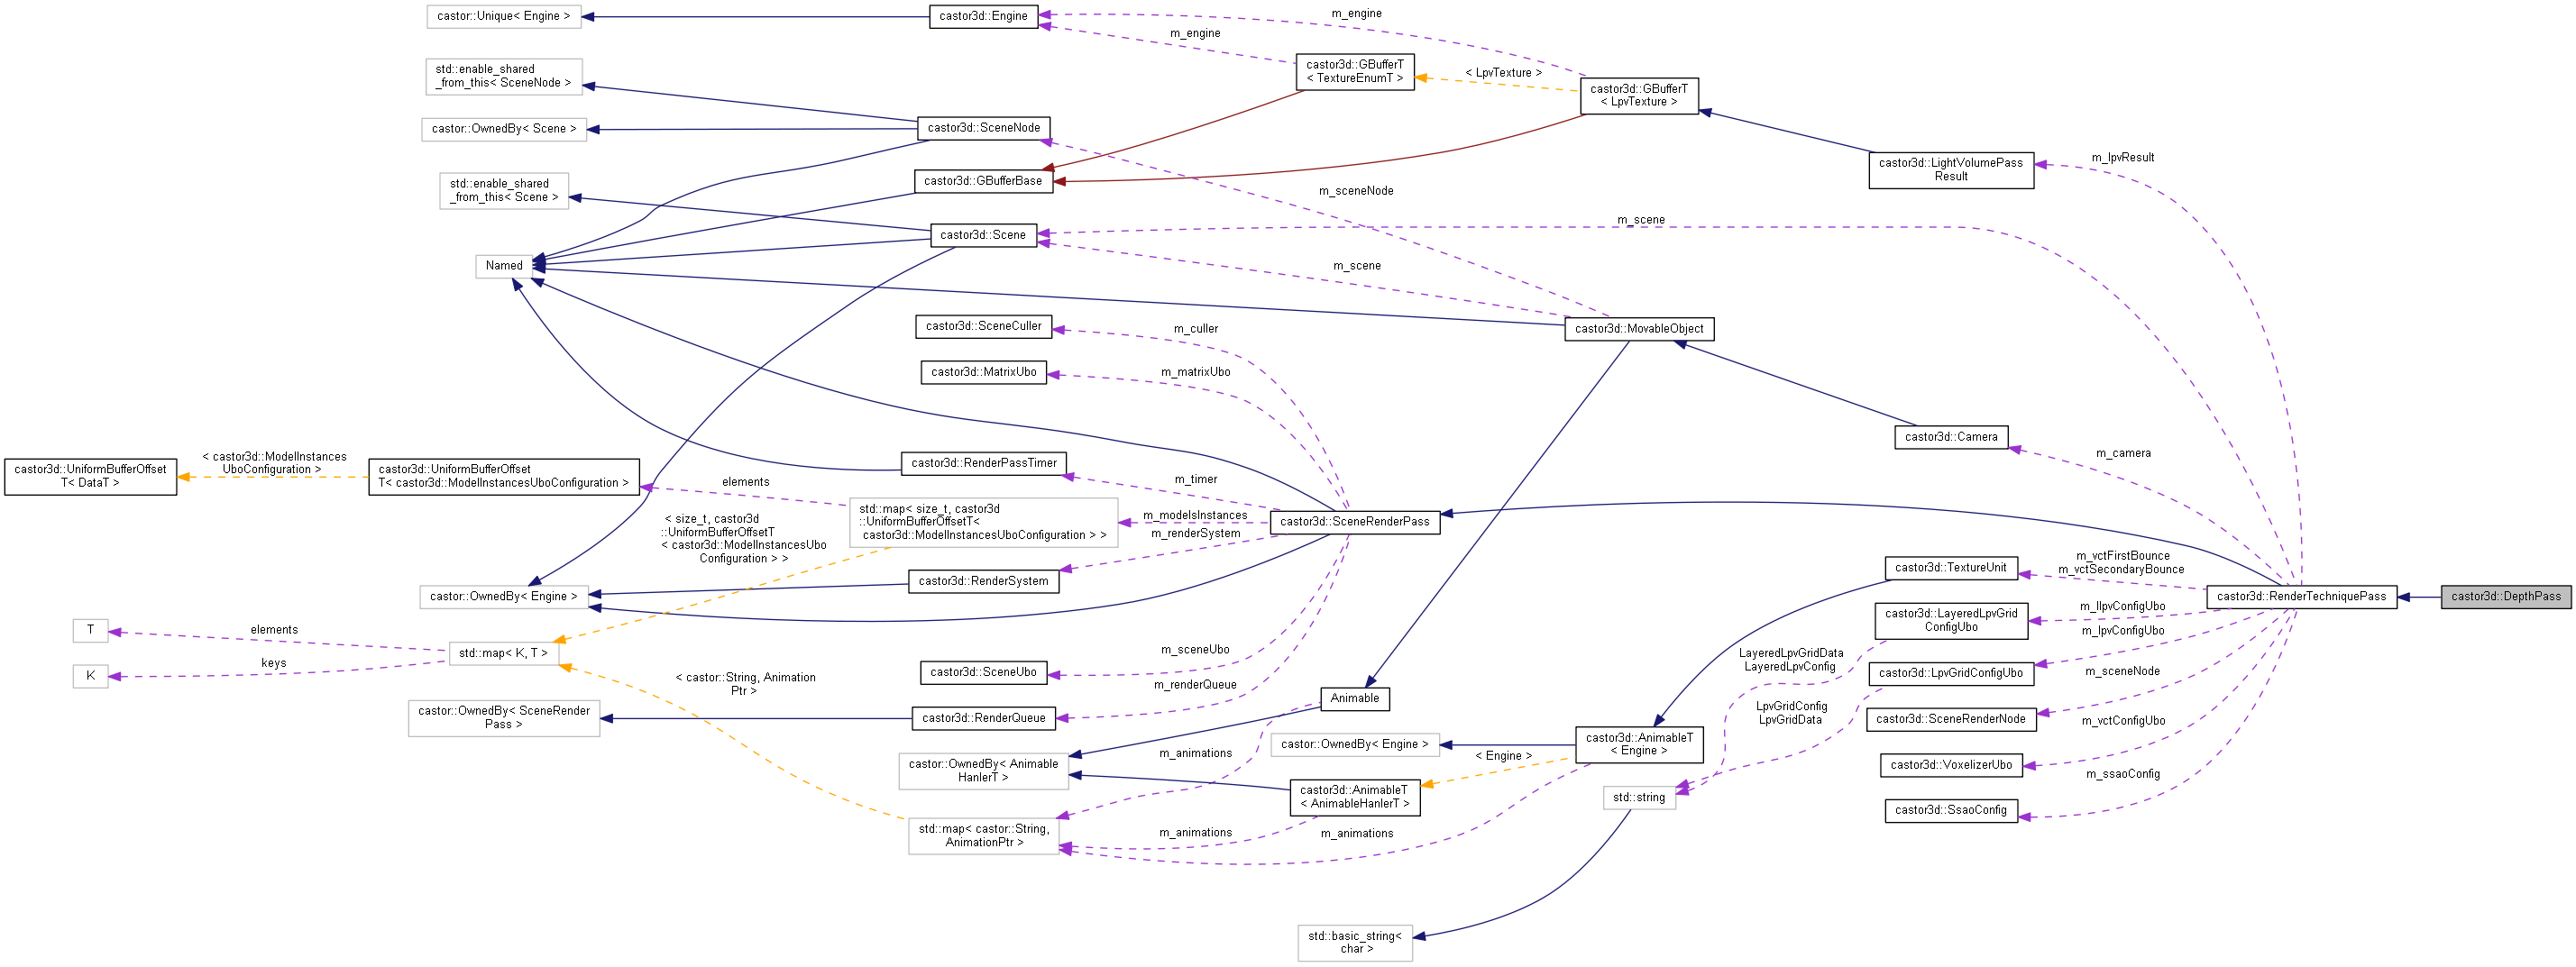 castor::Unique< Engine >
castor3d::Engine
m_engine
m_engine
std::enable_shared
_from_this< SceneNode >
castor3d::GBufferT
< TextureEnumT >
< LpvTexture >
castor3d::GBufferT
< LpvTexture >
castor::OwnedBy< Scene >
castor3d::SceneNode
castor3d::LightVolumePass
Result
m_lpvResult
std::enable_shared
_from_this< Scene >
castor3d::GBufferBase
m_sceneNode
castor3d::Scene
m_scene
Named
m_scene
castor3d::SceneCuller
m_culler
castor3d::MovableObject
castor3d::MatrixUbo
m_matrixUbo
castor3d::Camera
m_camera
castor3d::UniformBufferOffset
T< DataT >
< castor3d::ModelInstances
UboConfiguration >
castor3d::UniformBufferOffset
T< castor3d::ModelInstancesUboConfiguration >
castor3d::RenderPassTimer
elements
m_timer
std::map< size_t, castor3d
::UniformBufferOffsetT<
castor3d::ModelInstancesUboConfiguration > >
m_modelsInstances
m_renderSystem
castor3d::SceneRenderPass
< size_t, castor3d
::UniformBufferOffsetT
< castor3d::ModelInstancesUbo
Configuration > >
castor::OwnedBy< Engine >
castor3d::RenderSystem
castor3d::TextureUnit
m_vctFirstBounce
m_vctSecondaryBounce
castor3d::RenderTechniquePass
castor3d::DepthPass
T
elements
std::map< K, T >
K
keys
castor3d::LayeredLpvGrid
ConfigUbo
m_llpvConfigUbo
m_lpvConfigUbo
castor3d::SceneUbo
m_sceneUbo
m_renderQueue
LayeredLpvGridData
LayeredLpvConfig
castor3d::LpvGridConfigUbo
m_sceneNode
< castor::String, Animation
Ptr >
castor::OwnedBy< SceneRender
Pass >
castor3d::RenderQueue
Animable
LpvGridConfig
LpvGridData
castor3d::SceneRenderNode
m_vctConfigUbo
castor::OwnedBy< Animable
HanlerT >
m_animations
castor::OwnedBy< Engine >
castor3d::AnimableT
< Engine >
< Engine >
castor3d::VoxelizerUbo
m_ssaoConfig
castor3d::AnimableT
< AnimableHanlerT >
std::string
castor3d::SsaoConfig
std::map< castor::String,
AnimationPtr >
m_animations
m_animations
std::basic_string<
char >